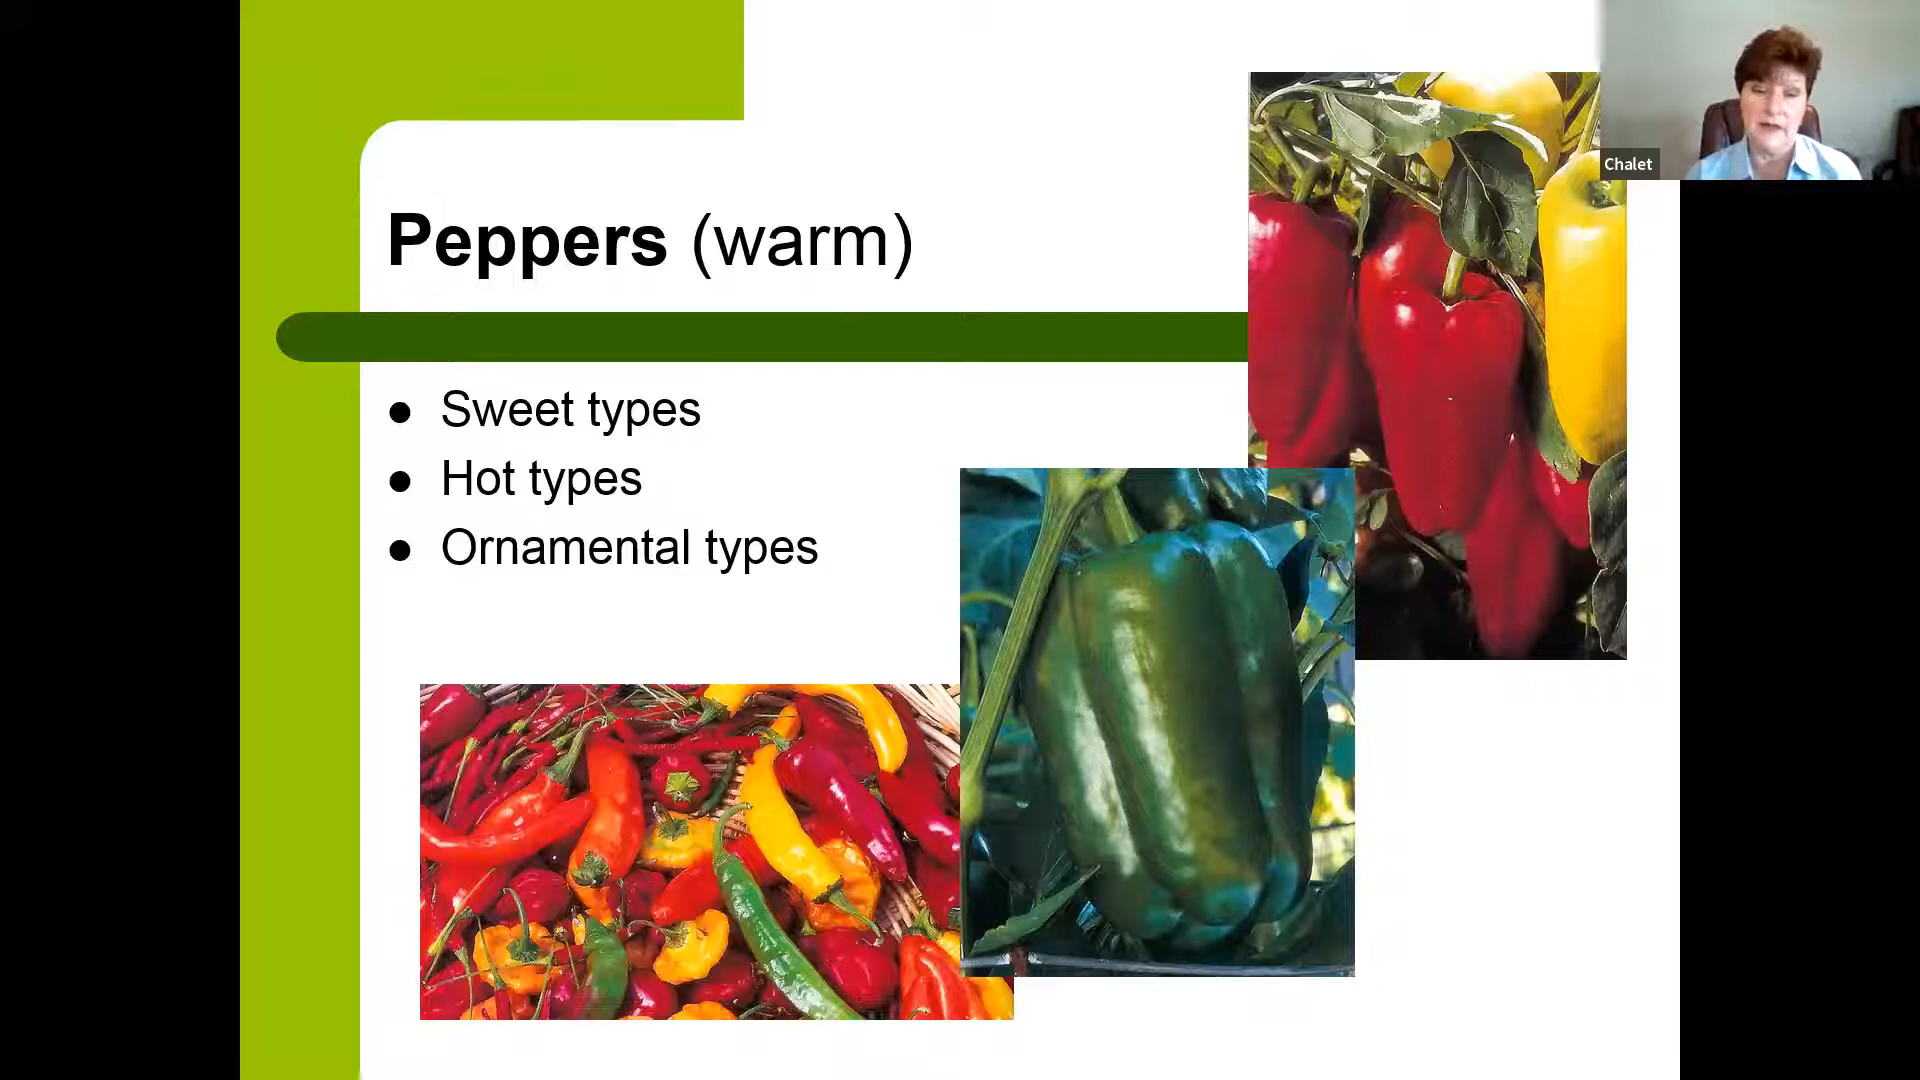 Chalet
Peppers (warm)
Sweet types
Hot types
Ornamental types